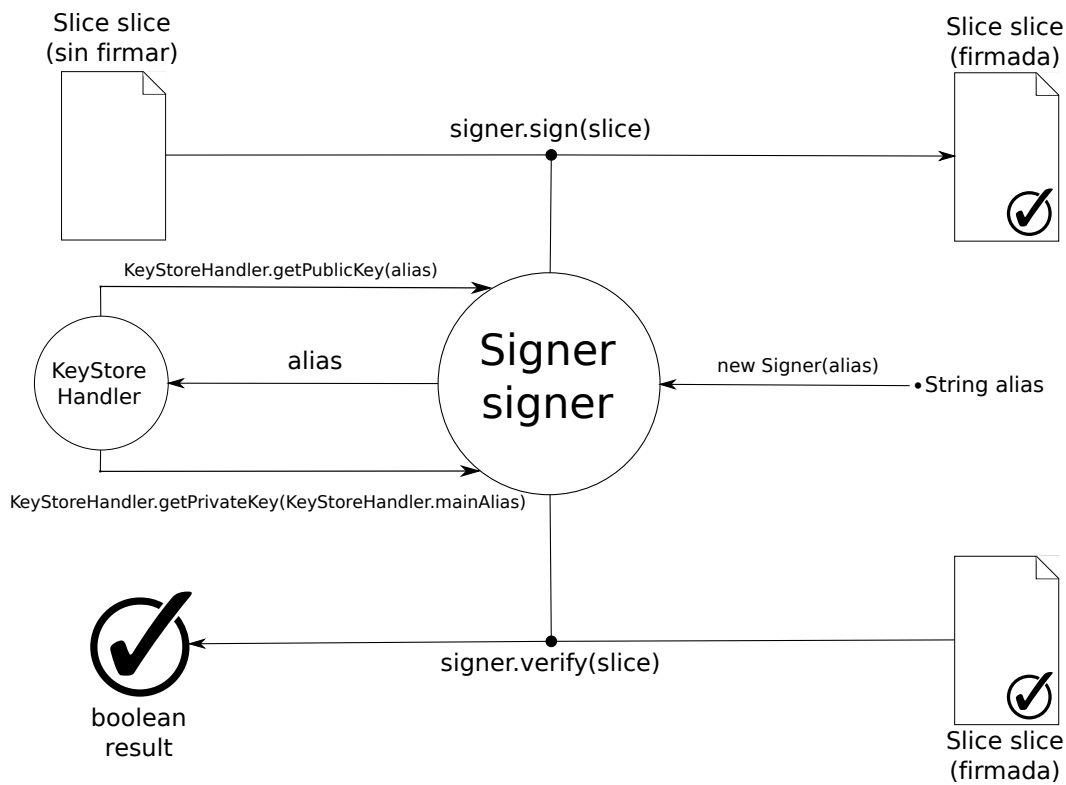 Slice slice
(sin firmar)
Slice slice
(firmada)
signer.sign(slice)
KeyStoreHandler.getPublicKey(alias)
KeyStore
Handler
alias
Signer
signer
new Signer(alias)
String alias
KeyStoreHandler.getPrivateKey(KeyStoreHandler.mainAlias)
signer.verify(slice)
boolean
result
Slice slice
(firmada)